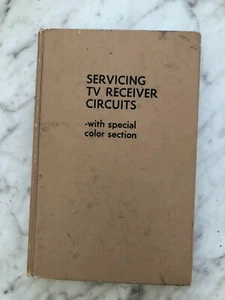 SERVICING
TV RECEIVER
CIRCUITS
-with special
color section